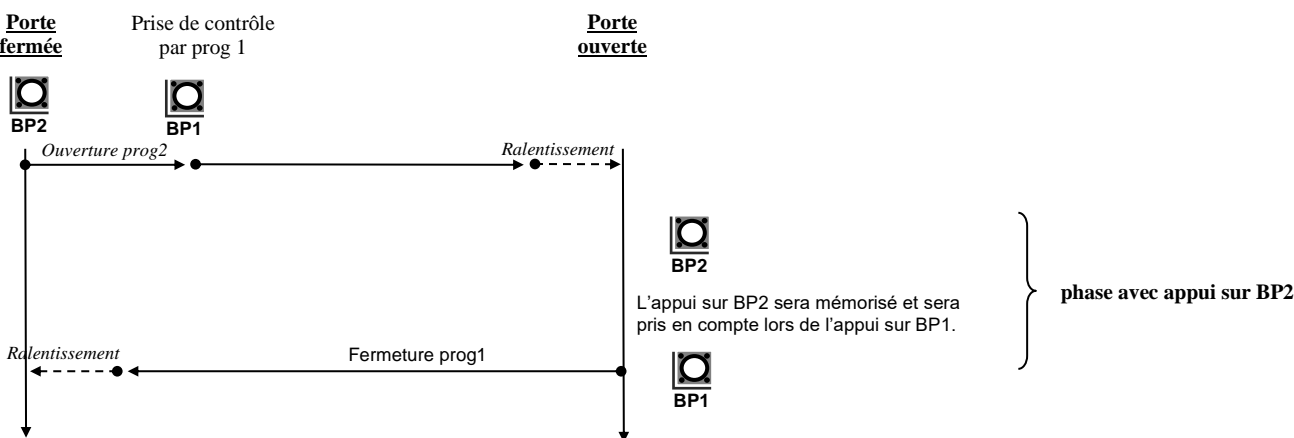 Porte
fermée
Prise de contrôle
par prog 1
Porte
ouverte
BP2
BP1
Ouverture prog2
Ralentissement
BP2
L'appui sur BP2 sera mémorisé et sera
pris en compte lors de l'appui sur BP1.
phase avec appui sur BP2
Ralentissement
Fermeture prog1
BP1